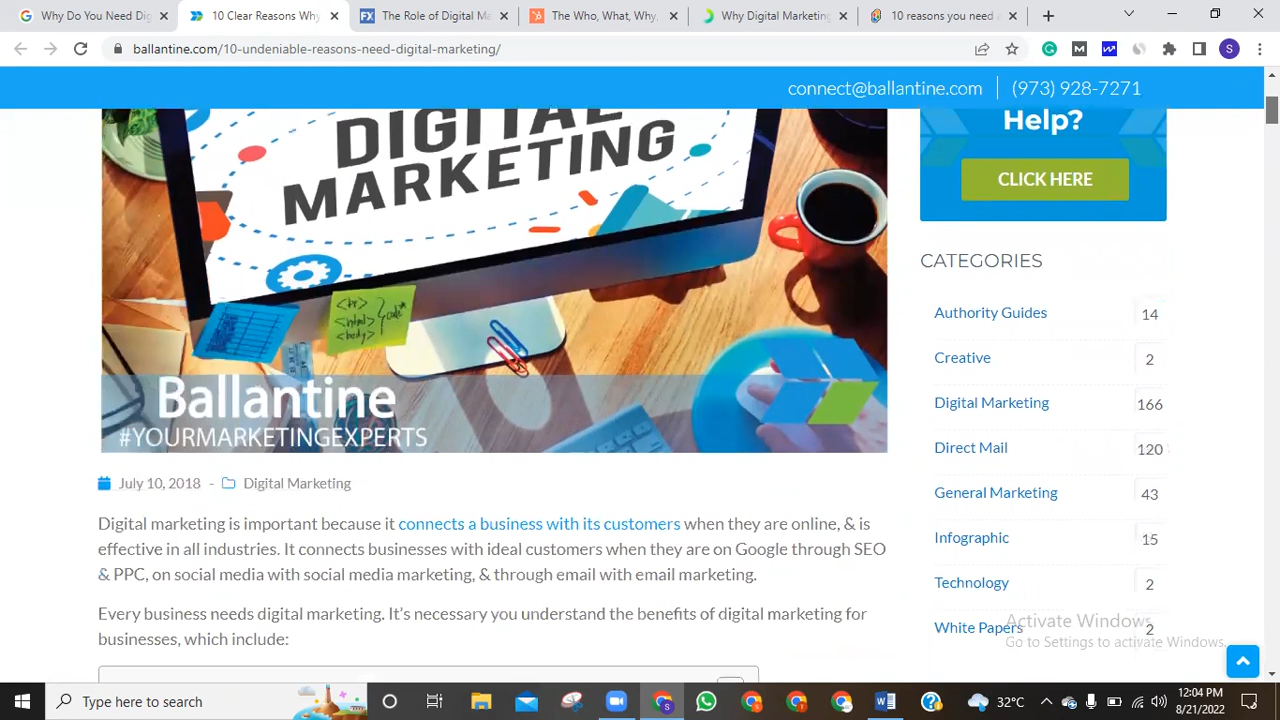 Why Do You Need Dig
10 Clear Reasons Why
The Role of Digital Ma
The Who, What, Why,
Why Digital Marketing
10 reasons you need
ballantine.com/10-undeniable-reasons-need-digital-marketing/
S
connect@ballantine.com
(973) 928-7271
DIGITAL
MARKETING
<br>
<html>
<body>
code
Ballantine
#YOURMARKETINGEXPERTS
Help?
CLICK HERE
CATEGORIES
Authority Guides 14
Creative 2
Digital Marketing 166
Direct Mail 120
General Marketing 43
Infographic 15
Technology 2
White Papers 2
July 10, 2018 - Digital Marketing
Digital marketing is important because it connects a business with its customers when they are online, & is
effective in all industries. It connects businesses with ideal customers when they are on Google through SEO
& PPC, on social media with social media marketing, & through email with email marketing.
Every business needs digital marketing. It's necessary you understand the benefits of digital marketing for
businesses, which include:
Activate Windows
Go to Settings to activate Windows.
Type here to search
32°C
12:04 PM
8/21/2022